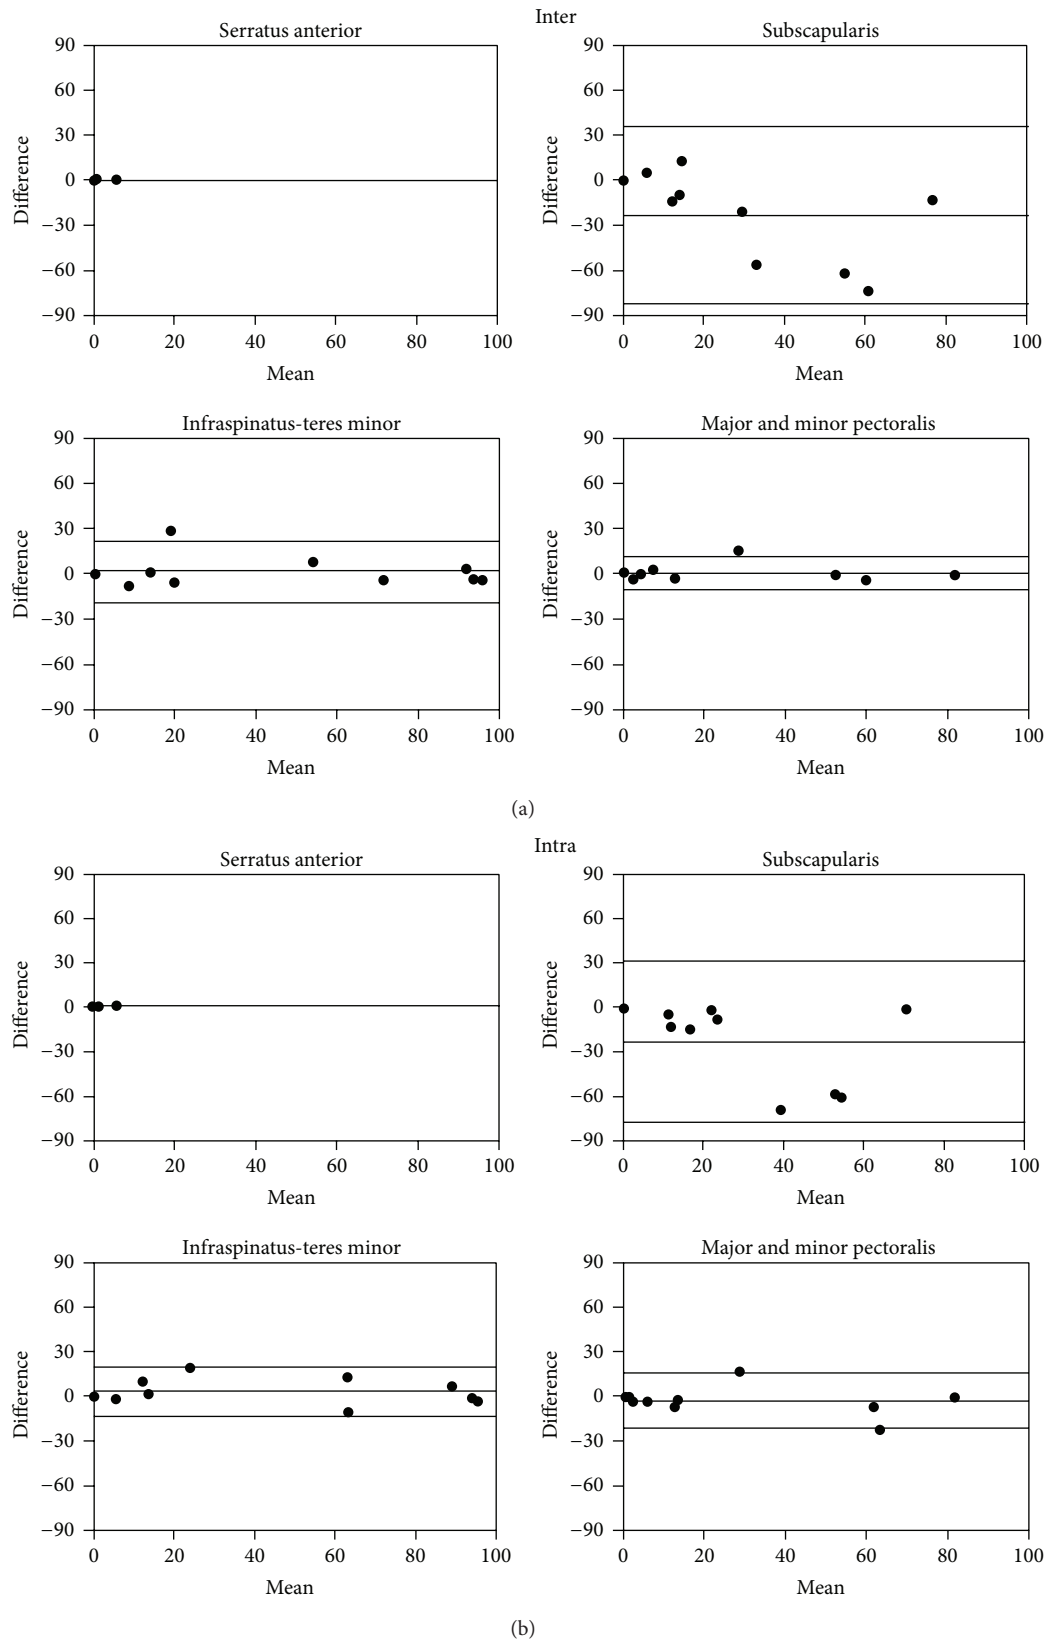 Inter
Serratus anterior
90
60
30
0
−30
−60
−90
Difference
0 20 40 60 80 100
Mean
Subscapularis
90
60
30
0
−30
−60
−90
Difference
0 20 40 60 80 100
Mean
Infraspinatus-teres minor
90
60
30
0
−30
−60
−90
Difference
0 20 40 60 80 100
Mean
Major and minor pectoralis
90
60
30
0
−30
−60
−90
Difference
0 20 40 60 80 100
Mean
(a)
Intra
Serratus anterior
90
60
30
0
−30
−60
−90
Difference
0 20 40 60 80 100
Mean
Subscapularis
90
60
30
0
−30
−60
−90
Difference
0 20 40 60 80 100
Mean
Infraspinatus-teres minor
90
60
30
0
−30
−60
−90
Difference
0 20 40 60 80 100
Mean
Major and minor pectoralis
90
60
30
0
−30
−60
−90
Difference
0 20 40 60 80 100
Mean
(b)